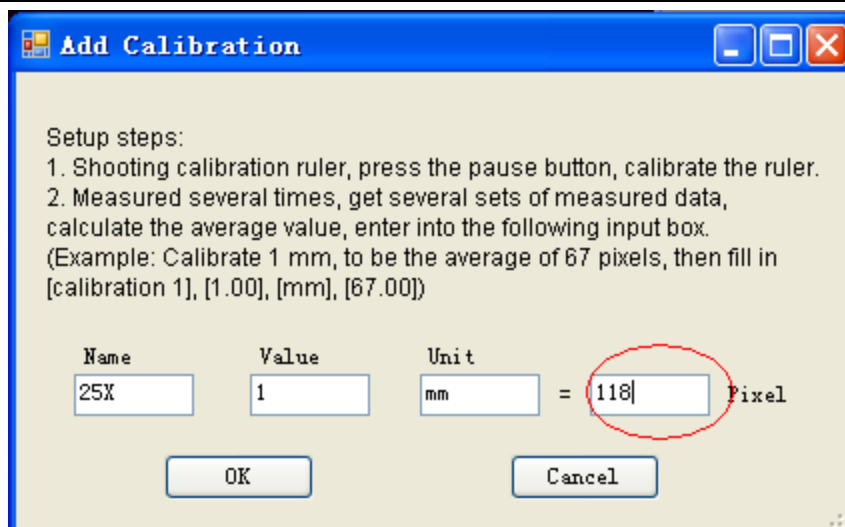 Add Calibration
Setup steps:
1. Shooting calibration ruler, press the pause button, calibrate the ruler.
2. Measured several times, get several sets of measured data,
calculate the average value, enter into the following input box.
(Example: Calibrate 1 mm, to be the average of 67 pixels, then fill in
[calibration 1], [1.00], [mm], [67.00])
Name Value Unit
25X 1 mm = 118 Pixel
OK Cancel